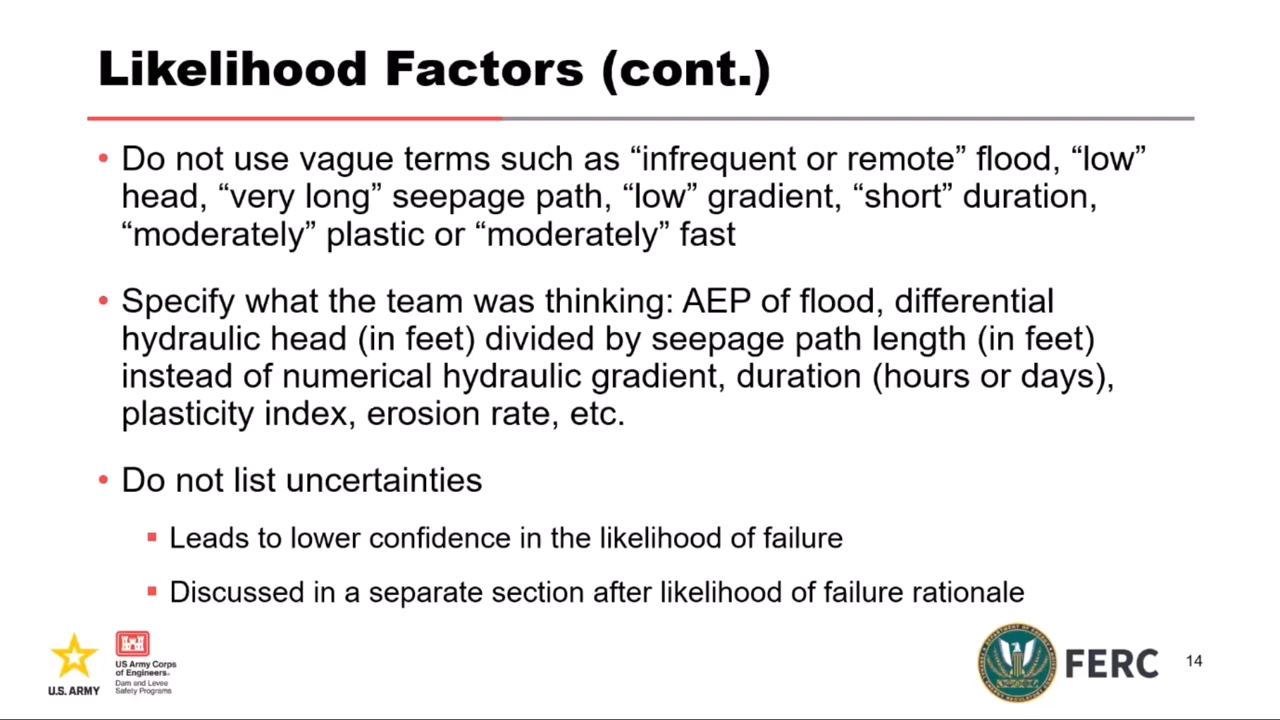 Likelihood Factors (cont.)
• Do not use vague terms such as “infrequent or remote” flood, “low”
head, “very long” seepage path, “low” gradient, “short” duration,
“moderately” plastic or “moderately” fast
• Specify what the team was thinking: AEP of flood, differential
hydraulic head (in feet) divided by seepage path length (in feet)
instead of numerical hydraulic gradient, duration (hours or days),
plasticity index, erosion rate, etc.
• Do not list uncertainties
▪ Leads to lower confidence in the likelihood of failure
▪ Discussed in a separate section after likelihood of failure rationale
U.S. ARMY
US Army Corps
of Engineers®
Dam and Levee
Safety Programs
FERC
14